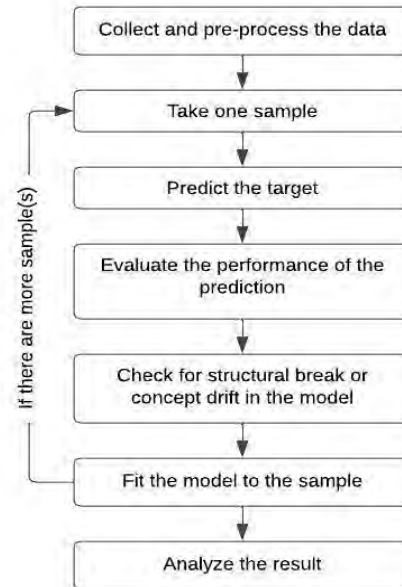 Collect and pre-process the data
Take one sample
Predict the target
Evaluate the performance of the
prediction
Check for structural break or
concept drift in the model
Fit the model to the sample
Analyze the result
If there are more sample(s)